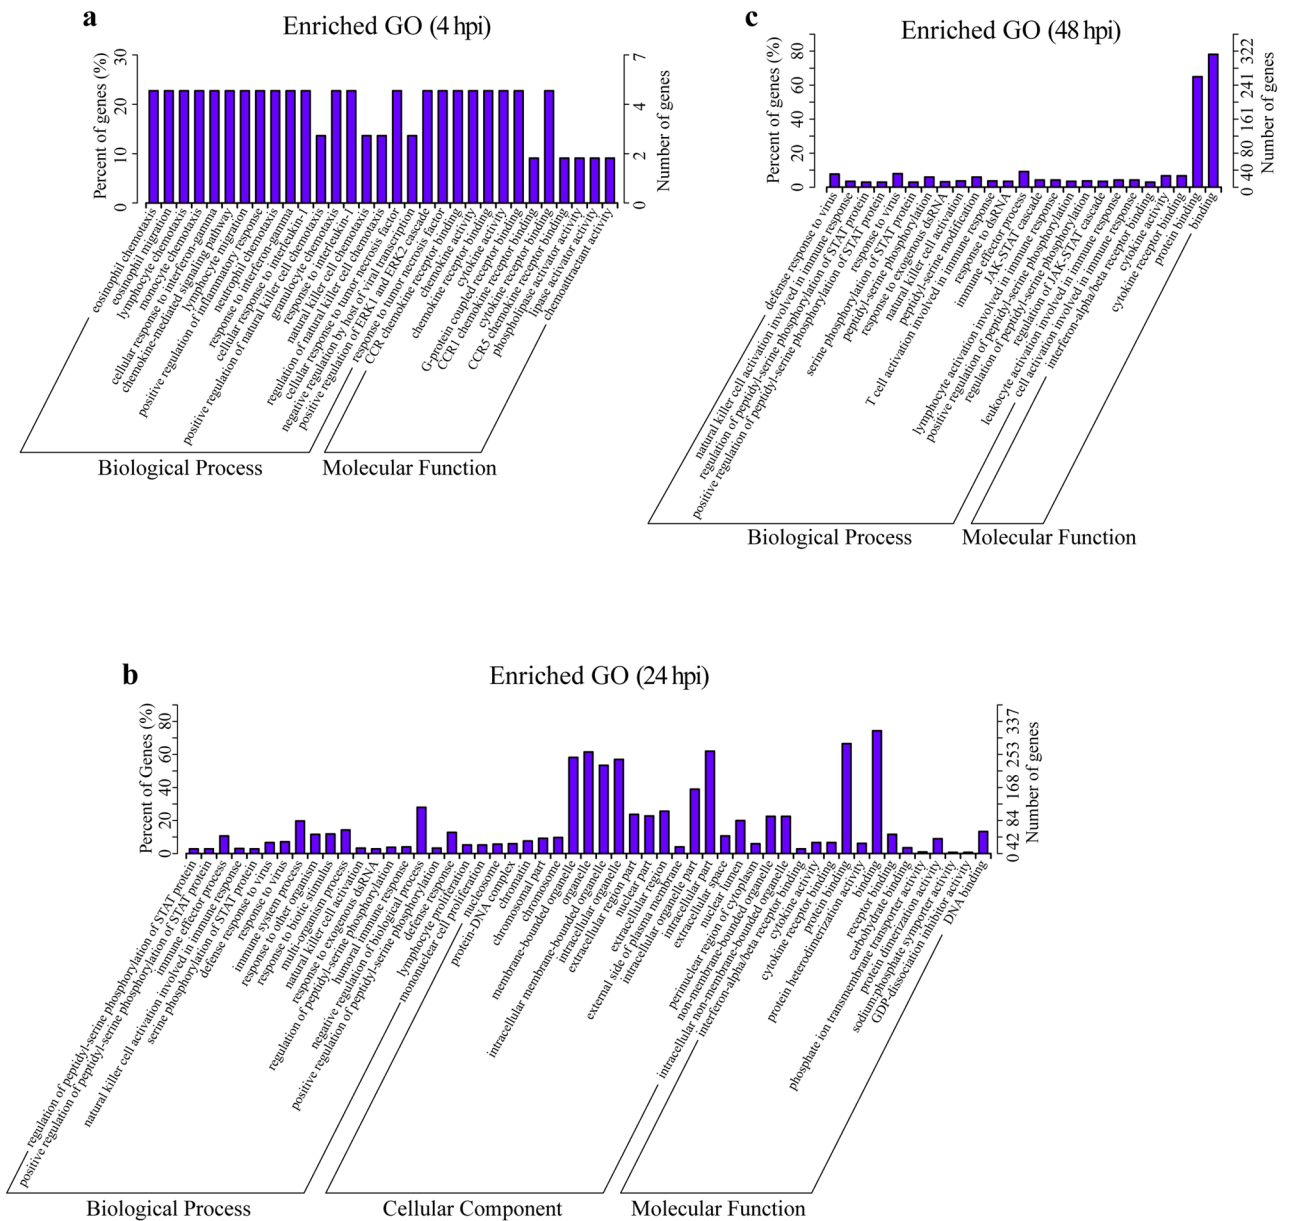 a
Enriched GO (4 hpi)
Percent of genes (%)
0
10
20
30
Number of genes
0
2
4
7
eosinophil chemotaxis
eosinophil migration
lymphocyte chemotaxis
monocyte chemotaxis
cellular response to interferon-gamma
chemokine-mediated signaling pathway
lymphocyte migration
positive regulation of inflammatory response
neutrophil chemotaxis
response to interferon-gamma
cellular response to interleukin-1
positive regulation of natural killer cell chemotaxis
granulocyte chemotaxis
response to interleukin-1
natural killer cell chemotaxis
regulation of natural killer cell chemotaxis
cellular response to tumor necrosis factor
negative regulation by host of viral transcription
positive regulation of ERK1 and ERK2 cascade
response to tumor necrosis factor
CCR chemokine receptor binding
chemokine activity
chemokine receptor binding
cytokine activity
G-protein coupled receptor binding
CCR1 chemokine receptor binding
cytokine receptor binding
CCR5 chemokine receptor binding
phospholipase activator activity
lipase activator activity
chemoattractant activity
Biological Process
Molecular Function
c
Enriched GO (48 hpi)
Percent of genes (%)
0
20
40
60
80
Number of genes
0
40
80
161
241
322
defense response to virus
natural killer cell activation involved in immune response
regulation of peptidyl-serine phosphorylation of STAT protein
positive regulation of peptidyl-serine phosphorylation of STAT protein
response to virus
serine phosphorylation of STAT protein
peptidyl-serine phosphorylation
response to exogenous dsRNA
natural killer cell activation
peptidyl-serine modification
T cell activation involved in immune response
response to dsRNA
immune effector process
JAK-STAT cascade
lymphocyte activation involved in immune response
positive regulation of peptidyl-serine phosphorylation
regulation of peptidyl-serine phosphorylation
regulation of JAK-STAT cascade
leukocyte activation involved in immune response
cell activation involved in immune response
interferon-alpha/beta receptor binding
cytokine activity
cytokine receptor binding
protein binding
binding
Biological Process
Molecular Function
b
Enriched GO (24 hpi)
Percent of Genes (%)
0
20
40
60
80
Number of genes
0
42
84
168
253
337
regulation of peptidyl-serine phosphorylation of STAT protein
positive regulation of peptidyl-serine phosphorylation of STAT protein
immune effector process
natural killer cell activation involved in immune response
serine phosphorylation of STAT protein
defense response to virus
response to virus
immune system process
response to other organism
response to biotic stimulus
multi-organism process
natural killer cell activation
response to exogenous dsRNA
regulation of peptidyl-serine phosphorylation
humoral immune response
negative regulation of biological process
positive regulation of peptidyl-serine phosphorylation
defense response
lymphocyte proliferation
mononuclear cell proliferation
nucleosome
protein-DNA complex
chromatin
chromosomal part
chromosome
membrane-bounded organelle
organelle
intracellular membrane-bounded organelle
intracellular organelle
extracellular region part
nuclear part
extracellular region
external side of plasma membrane
intracellular organelle part
intracellular part
extracellular space
nuclear lumen
perinuclear region of cytoplasm
non-membrane-bounded organelle
intracellular non-membrane-bounded organelle
interferon-alpha/beta receptor binding
cytokine activity
cytokine receptor binding
protein binding
protein heterodimerization activity
binding
receptor binding
carbohydrate binding
phosphate ion transmembrane transporter activity
protein dimerization activity
sodium:phosphate symporter activity
GDP-dissociation inhibitor activity
DNA binding
Biological Process
Cellular Component
Molecular Function